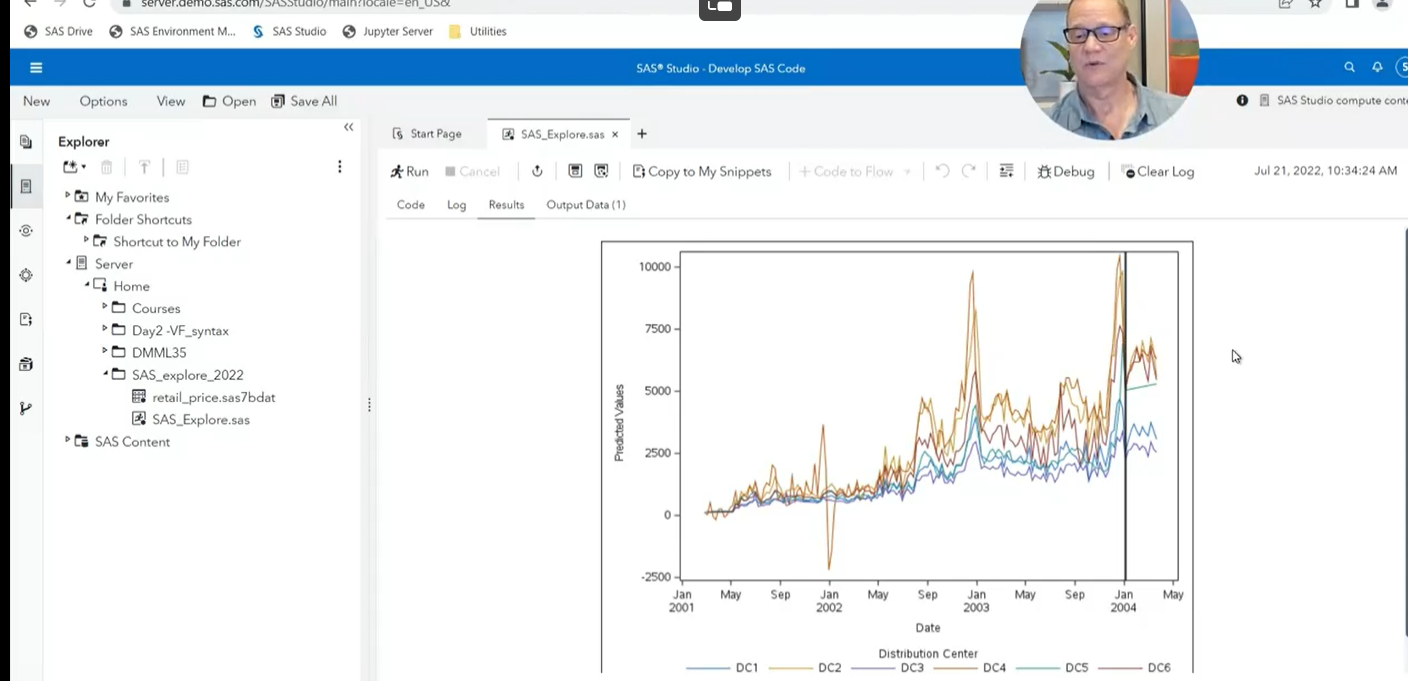 server.demo.sas.com/SASStudio/main?locale=en_US&
SAS Drive SAS Environment M... SAS Studio Jupyter Server Utilities
SAS® Studio - Develop SAS Code
New Options View Open Save All
SAS Studio compute cont
Explorer
Start Page SAS_Explore.sas × +
Run Cancel Copy to My Snippets + Code to Flow Debug Clear Log Jul 21, 2022, 10:34:24 AM
Code Log Results Output Data (1)
My Favorites
Folder Shortcuts
Shortcut to My Folder
Server
Home
Courses
Day2 -VF_syntax
DMML35
SAS_explore_2022
retail_price.sas7bdat
SAS_Explore.sas
SAS Content
Predicted Values
10000
7500
5000
2500
0
-2500
Jan May Sep Jan May Sep Jan May Sep Jan May
2001 2002 2003 2004
Date
Distribution Center
DC1 DC2 DC3 DC4 DC5 DC6